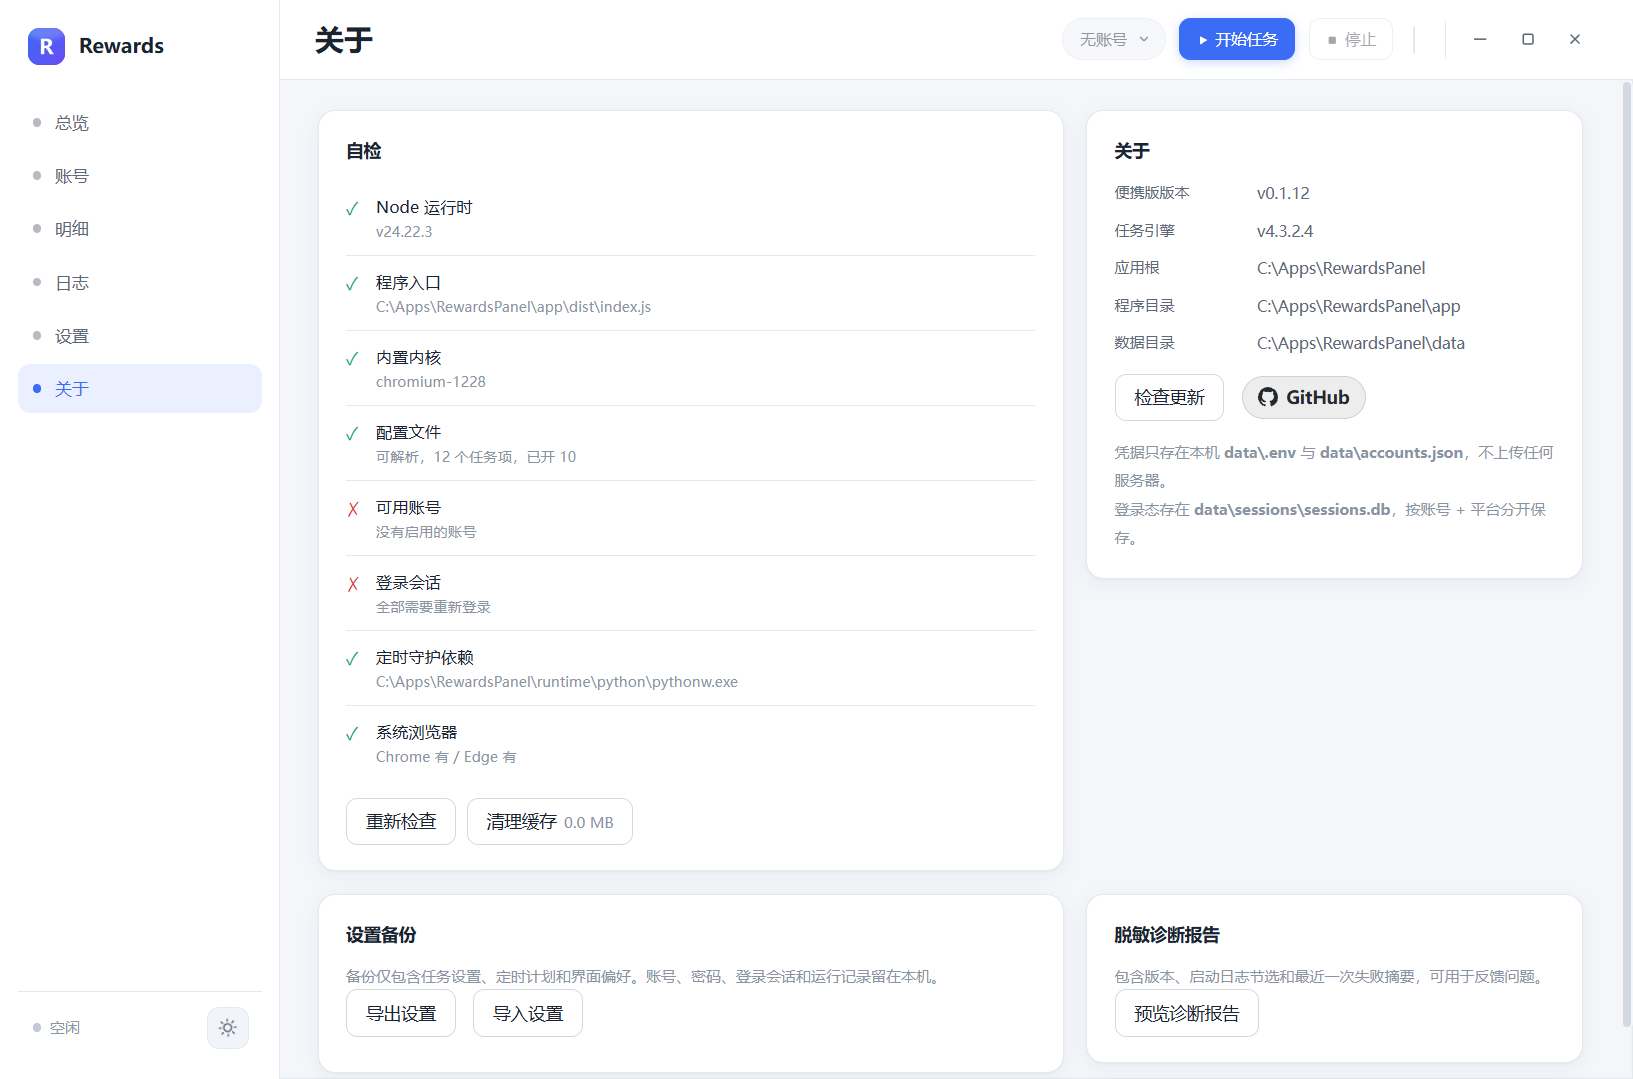 R Rewards
总览
账号
明细
日志
设置
关于
空闲
关于
无账号
开始任务
停止
自检
Node 运行时
v24.22.3
程序入口
C:\Apps\RewardsPanel\app\dist\index.js
内置内核
chromium-1228
配置文件
可解析，12 个任务项，已开 10
可用账号
没有启用的账号
登录会话
全部需要重新登录
定时守护依赖
C:\Apps\RewardsPanel\runtime\python\pythonw.exe
系统浏览器
Chrome 有 / Edge 有
重新检查
清理缓存 0.0 MB
关于
便携版版本 v0.1.12
任务引擎 v4.3.2.4
应用根 C:\Apps\RewardsPanel
程序目录 C:\Apps\RewardsPanel\app
数据目录 C:\Apps\RewardsPanel\data
检查更新
GitHub
凭据只存在本机 data\.env 与 data\accounts.json，不上传任何
服务器。
登录态存在 data\sessions\sessions.db，按账号 + 平台分开保
存。
设置备份
备份仅包含任务设置、定时计划和界面偏好。账号、密码、登录会话和运行记录留在本机。
导出设置
导入设置
脱敏诊断报告
包含版本、启动日志节选和最近一次失败摘要，可用于反馈问题。
预览诊断报告